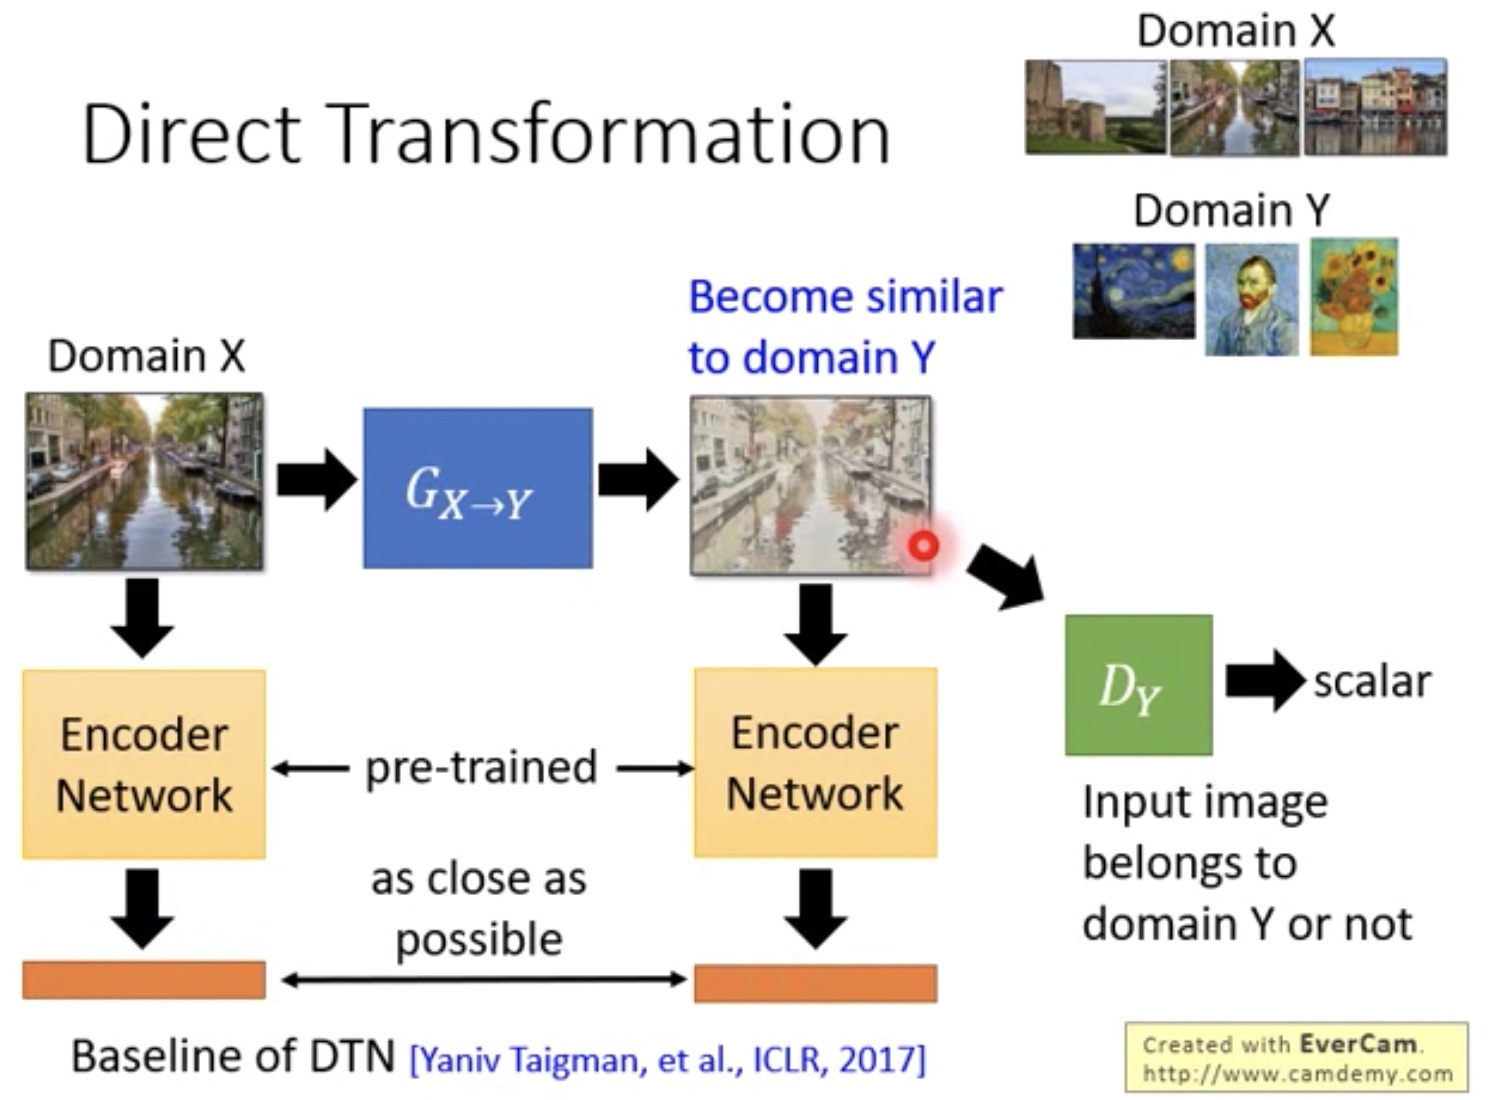 Domain X
Direct Transformation
Domain Y
Become similar
to domain Y
Domain X
G_{X→Y}
D_Y
scalar
Encoder
Network
pre-trained
Encoder
Network
Input image
belongs to
domain Y or not
as close as
possible
Baseline of DTN [Yaniv Taigman, et al., ICLR, 2017]
Created with EverCam.
http://www.camdemy.com